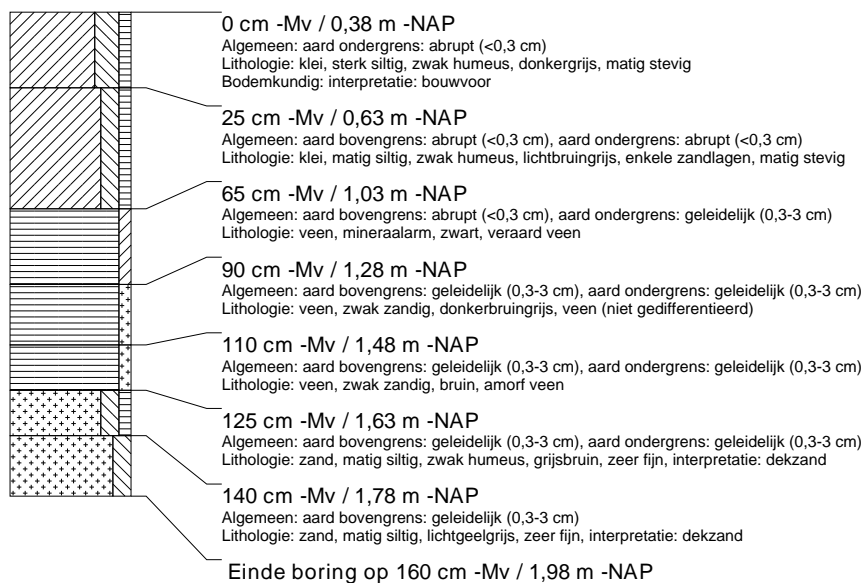 0 cm -Mv / 0,38 m -NAP
Algemeen: aard ondergrens: abrupt (<0,3 cm)
Lithologie: klei, sterk siltig, zwak humeus, donkergrijs, matig stevig
Bodemkundig: interpretatie: bouwvoor
25 cm -Mv / 0,63 m -NAP
Algemeen: aard bovengrens: abrupt (<0,3 cm), aard ondergrens: abrupt (<0,3 cm)
Lithologie: klei, matig siltig, zwak humeus, lichtbruingrijs, enkele zandlagen, matig stevig
65 cm -Mv / 1,03 m -NAP
Algemeen: aard bovengrens: abrupt (<0,3 cm), aard ondergrens: geleidelijk (0,3-3 cm)
Lithologie: veen, mineraalarm, zwart, veraard veen
90 cm -Mv / 1,28 m -NAP
Algemeen: aard bovengrens: geleidelijk (0,3-3 cm), aard ondergrens: geleidelijk (0,3-3 cm)
Lithologie: veen, zwak zandig, donkerbruingrijs, veen (niet gedifferentieerd)
110 cm -Mv / 1,48 m -NAP
Algemeen: aard bovengrens: geleidelijk (0,3-3 cm), aard ondergrens: geleidelijk (0,3-3 cm)
Lithologie: veen, zwak zandig, bruin, amorf veen
125 cm -Mv / 1,63 m -NAP
Algemeen: aard bovengrens: geleidelijk (0,3-3 cm), aard ondergrens: geleidelijk (0,3-3 cm)
Lithologie: zand, matig siltig, zwak humeus, grijsbruin, zeer fijn, interpretatie: dekzand
140 cm -Mv / 1,78 m -NAP
Algemeen: aard bovengrens: geleidelijk (0,3-3 cm)
Lithologie: zand, matig siltig, lichtgeelgrijs, zeer fijn, interpretatie: dekzand
Einde boring op 160 cm -Mv / 1,98 m -NAP